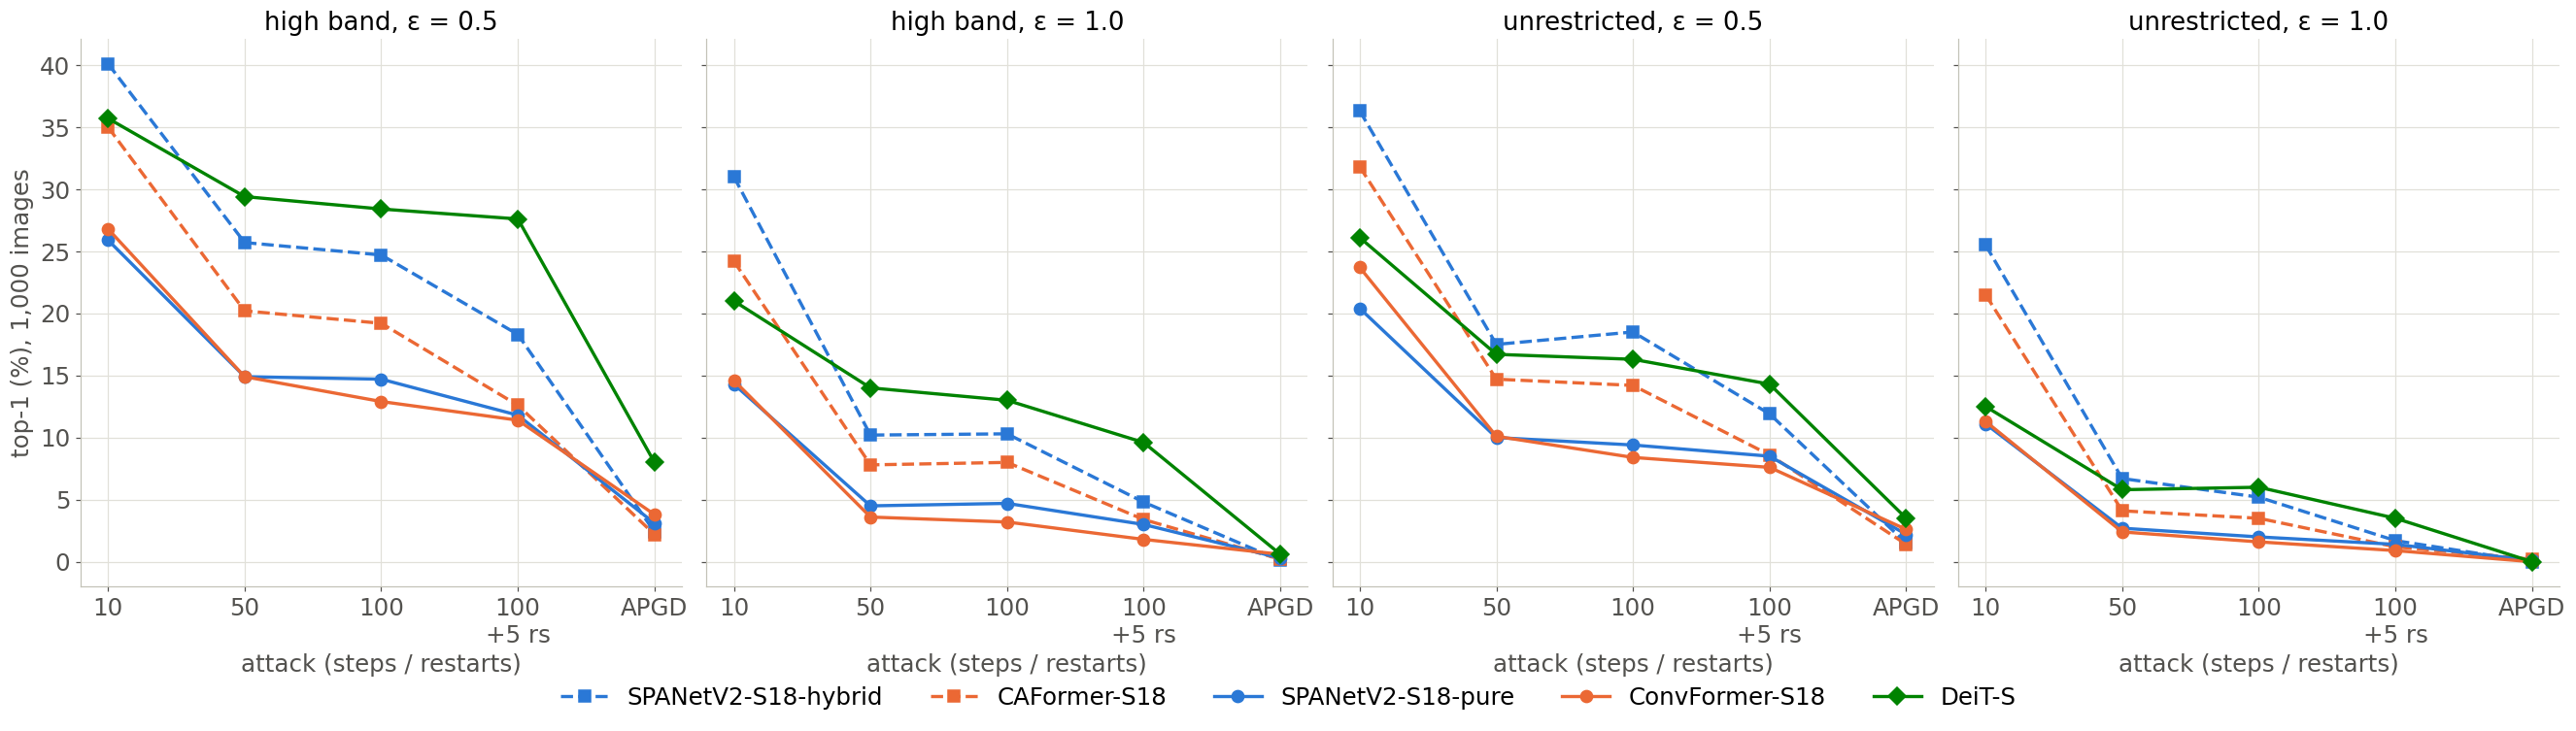 high band, ε = 0.5
high band, ε = 1.0
unrestricted, ε = 0.5
unrestricted, ε = 1.0
top-1 (%), 1,000 images
40
35
30
25
20
15
10
5
0
10 50 100 100 +5 rs APGD
10 50 100 100 +5 rs APGD
10 50 100 100 +5 rs APGD
10 50 100 100 +5 rs APGD
attack (steps / restarts)
attack (steps / restarts)
attack (steps / restarts)
attack (steps / restarts)
SPANetV2-S18-hybrid
CAFormer-S18
SPANetV2-S18-pure
ConvFormer-S18
DeiT-S